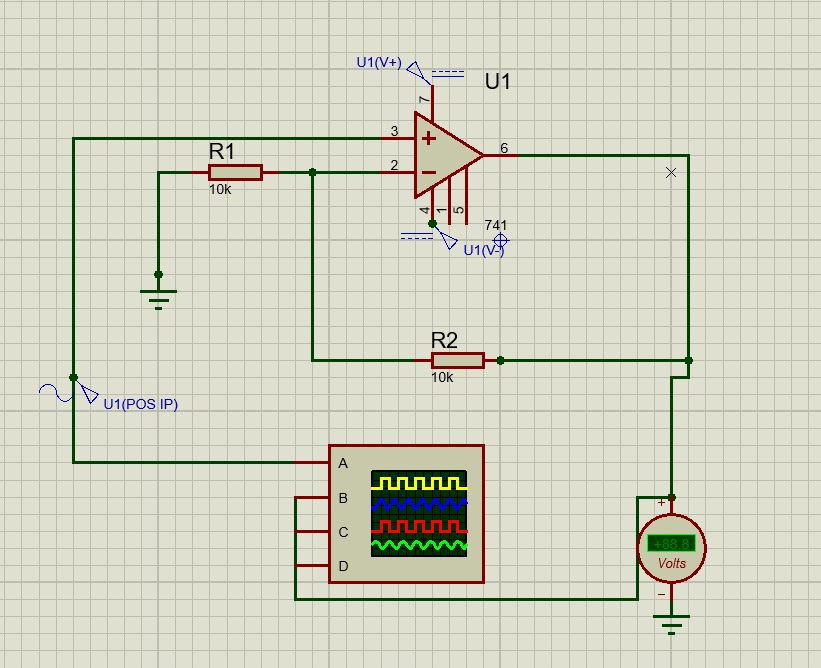 U1(V+)
U1
7
3
+
6
R1
2
−
10k
4
1
5
741
U1(V-)
R2
10k
U1(POS IP)
A
B
+
C
+88.8
Volts
D
−